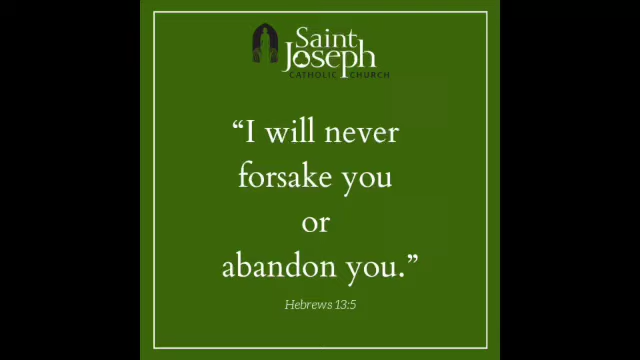 Saint
Joseph
CATHOLIC CHURCH
“I will never
forsake you
or
abandon you.”
Hebrews 13:5